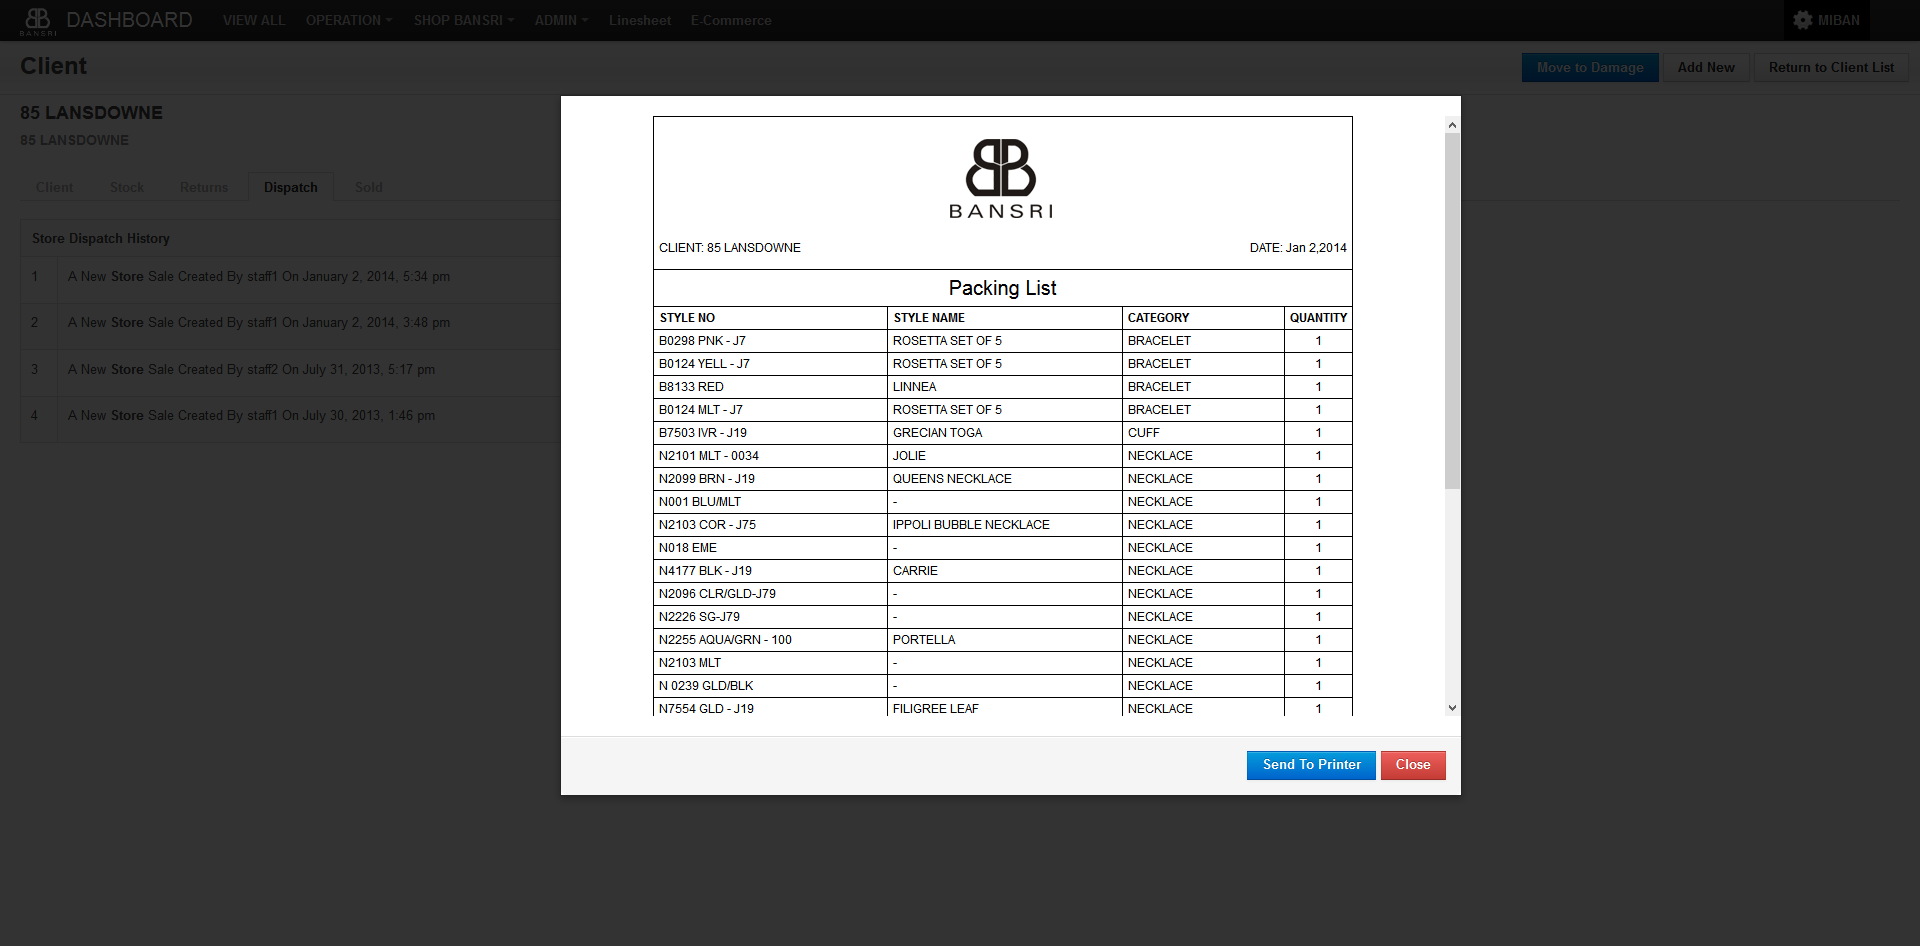 BANSRI DASHBOARD VIEW ALL OPERATION SHOP BANSRI ADMIN Linesheet E-Commerce MIBAN
Client Move to Damage Add New Return to Client List
85 LANSDOWNE
85 LANSDOWNE
Client Stock Returns Dispatch Sold
Store Dispatch History
1 A New Store Sale Created By staff1 On January 2, 2014, 5:34 pm
2 A New Store Sale Created By staff1 On January 2, 2014, 3:48 pm
3 A New Store Sale Created By staff2 On July 31, 2013, 5:17 pm
4 A New Store Sale Created By staff1 On July 30, 2013, 1:46 pm
BANSRI
CLIENT: 85 LANSDOWNE DATE: Jan 2,2014
Packing List
STYLE NO STYLE NAME CATEGORY QUANTITY
B0298 PNK - J7 ROSETTA SET OF 5 BRACELET 1
B0124 YELL - J7 ROSETTA SET OF 5 BRACELET 1
B8133 RED LINNEA BRACELET 1
B0124 MLT - J7 ROSETTA SET OF 5 BRACELET 1
B7503 IVR - J19 GRECIAN TOGA CUFF 1
N2101 MLT - 0034 JOLIE NECKLACE 1
N2099 BRN - J19 QUEENS NECKLACE NECKLACE 1
N001 BLU/MLT - NECKLACE 1
N2103 COR - J75 IPPOLI BUBBLE NECKLACE NECKLACE 1
N018 EME - NECKLACE 1
N4177 BLK - J19 CARRIE NECKLACE 1
N2096 CLR/GLD-J79 - NECKLACE 1
N2226 SG-J79 - NECKLACE 1
N2255 AQUA/GRN - 100 PORTELLA NECKLACE 1
N2103 MLT - NECKLACE 1
N 0239 GLD/BLK - NECKLACE 1
N7554 GLD - J19 FILIGREE LEAF NECKLACE 1
Send To Printer Close